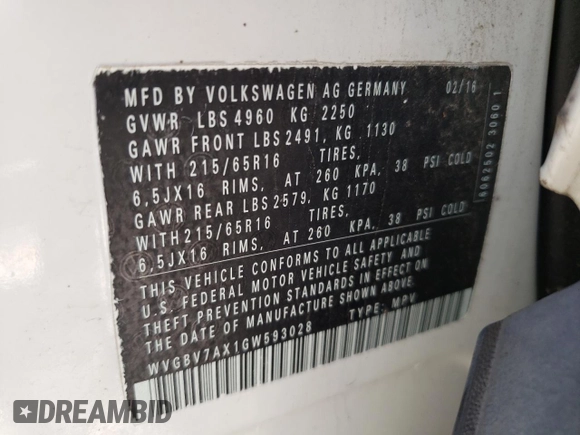 MFD BY VOLKSWAGEN AG GERMANY 02/16
GVWR LBS 4960 KG 2250
GAWR FRONT LBS 2491, KG 1130
WITH 215/65R16 TIRES,
6,5JX16 RIMS, AT 260 KPA, 38 PSI COLD
GAWR REAR LBS 2579, KG 1170
WITH 215/65R16 TIRES,
6,5JX16 RIMS, AT 260 KPA, 38 PSI COLD
THIS VEHICLE CONFORMS TO ALL APPLICABLE
U.S. FEDERAL MOTOR VEHICLE SAFETY AND
THEFT PREVENTION STANDARDS IN EFFECT ON
THE DATE OF MANUFACTURE SHOWN ABOVE.
WVGBV7AX1GW593028 TYPE: MPV
6062502 3060 1
DREAMBID